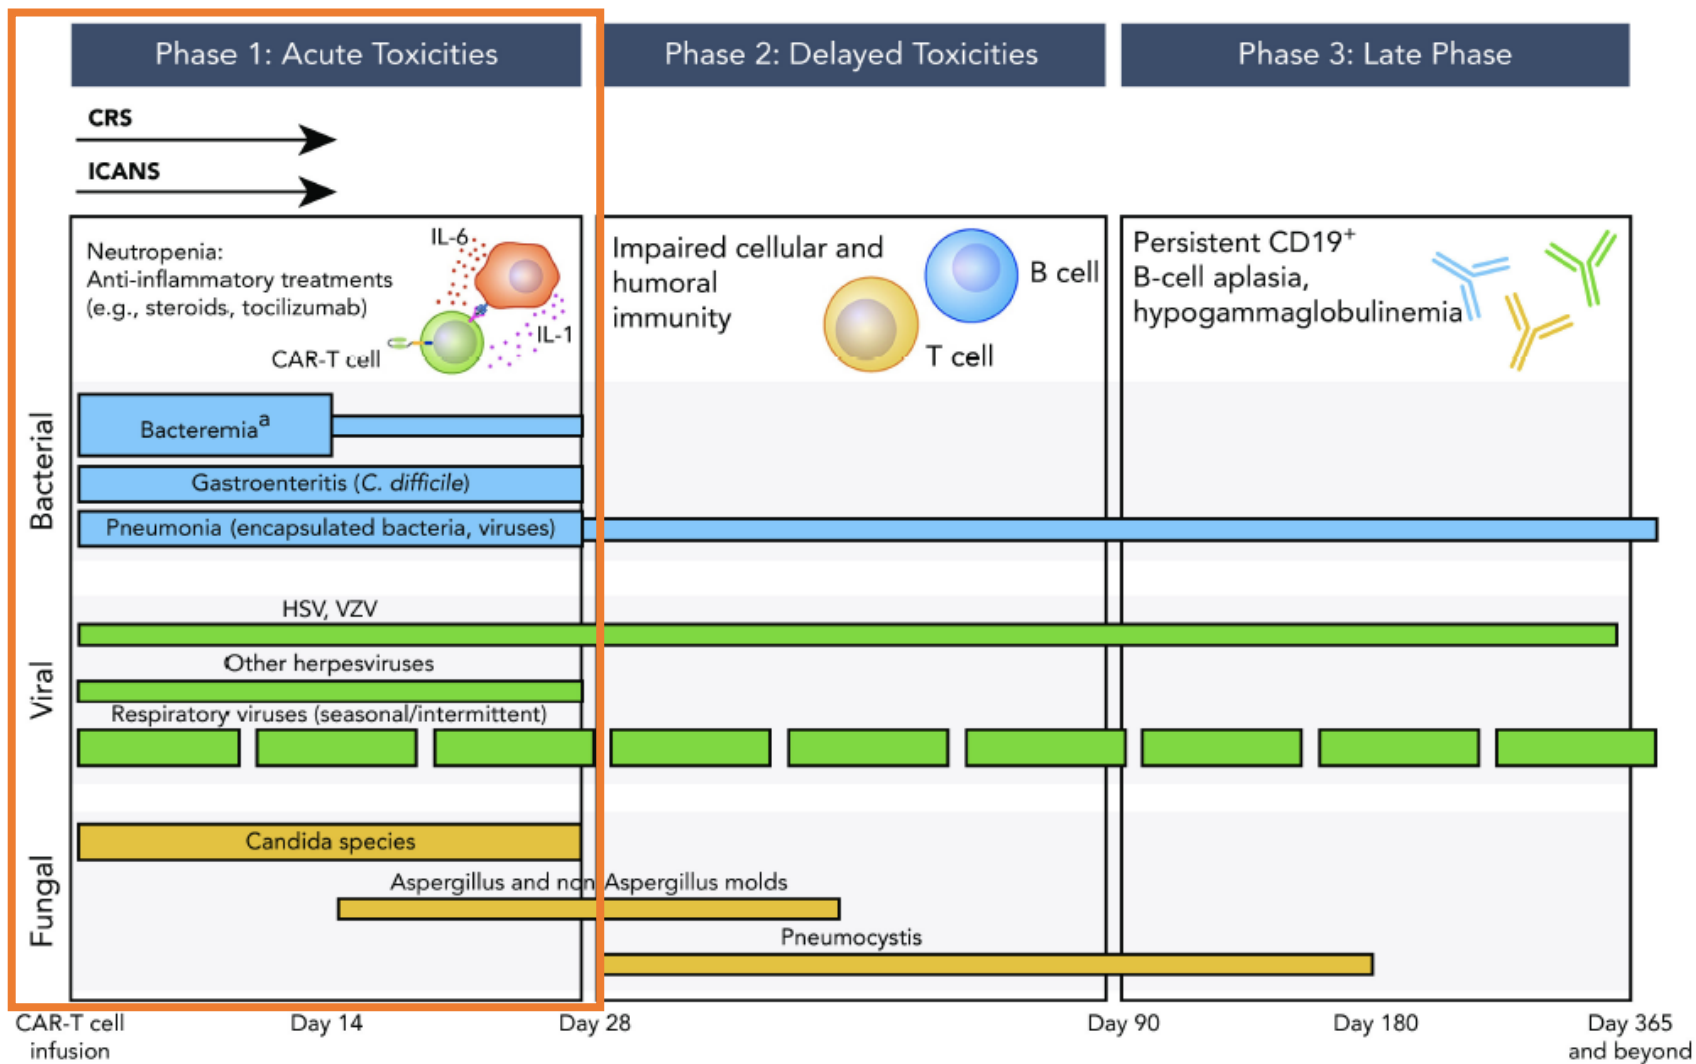 Phase 1: Acute Toxicities
Phase 2: Delayed Toxicities
Phase 3: Late Phase
CRS
ICANS
Neutropenia:
Anti-inflammatory treatments
(e.g., steroids, tocilizumab)
IL-6
IL-1
CAR-T cell
Impaired cellular and
humoral
immunity
B cell
T cell
Persistent CD19+
B-cell aplasia,
hypogammaglobulinemia
Bacterial
Bacteremiaa
Gastroenteritis (C. difficile)
Pneumonia (encapsulated bacteria, viruses)
Viral
HSV, VZV
Other herpesviruses
Respiratory viruses (seasonal/intermittent)
Fungal
Candida species
Aspergillus and non Aspergillus molds
Pneumocystis
CAR-T cell
infusion
Day 14
Day 28
Day 90
Day 180
Day 365
and beyond